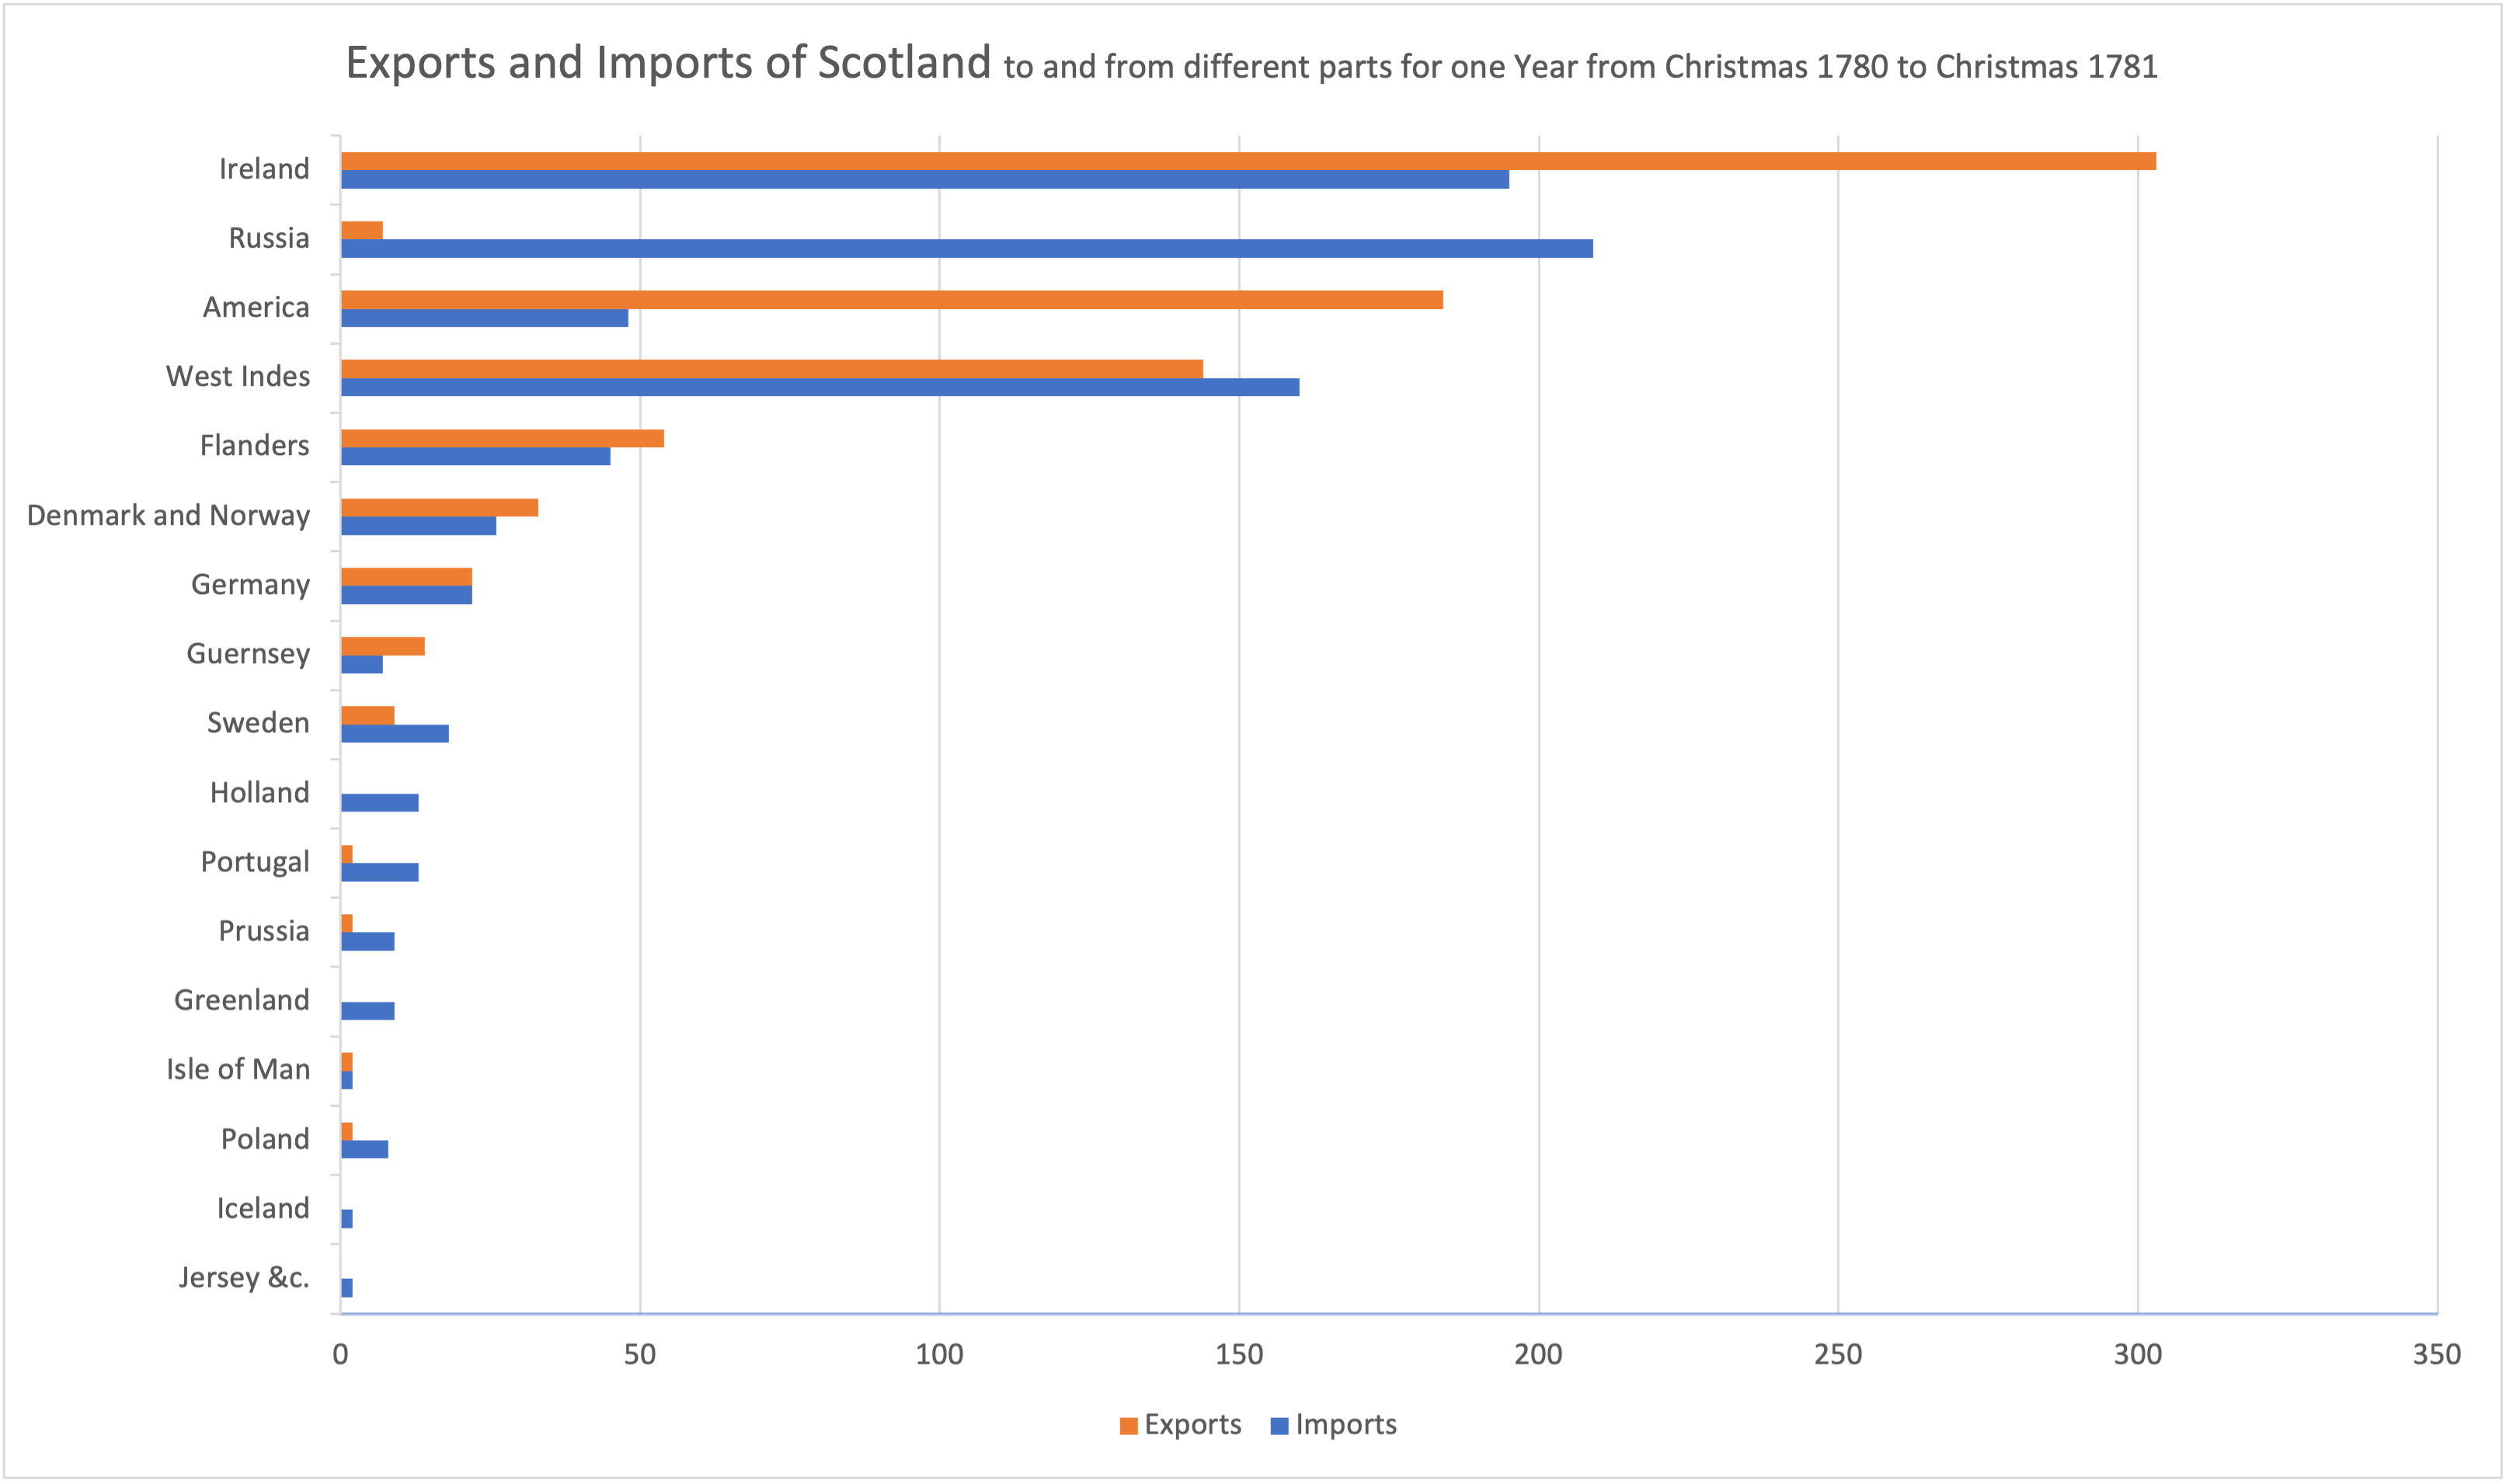 Exports and Imports of Scotland to and from different parts for one Year from Christmas 1780 to Christmas 1781
Ireland
Russia
America
West Indes
Flanders
Denmark and Norway
Germany
Guernsey
Sweden
Holland
Portugal
Prussia
Greenland
Isle of Man
Poland
Iceland
Jersey &c.
0 50 100 150 200 250 300 350
Exports Imports